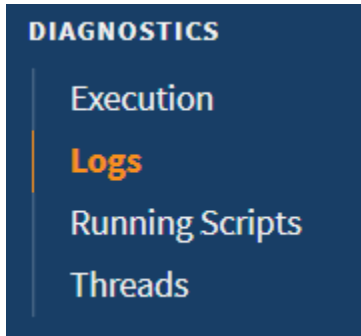 DIAGNOSTICS
Execution
Logs
Running Scripts
Threads